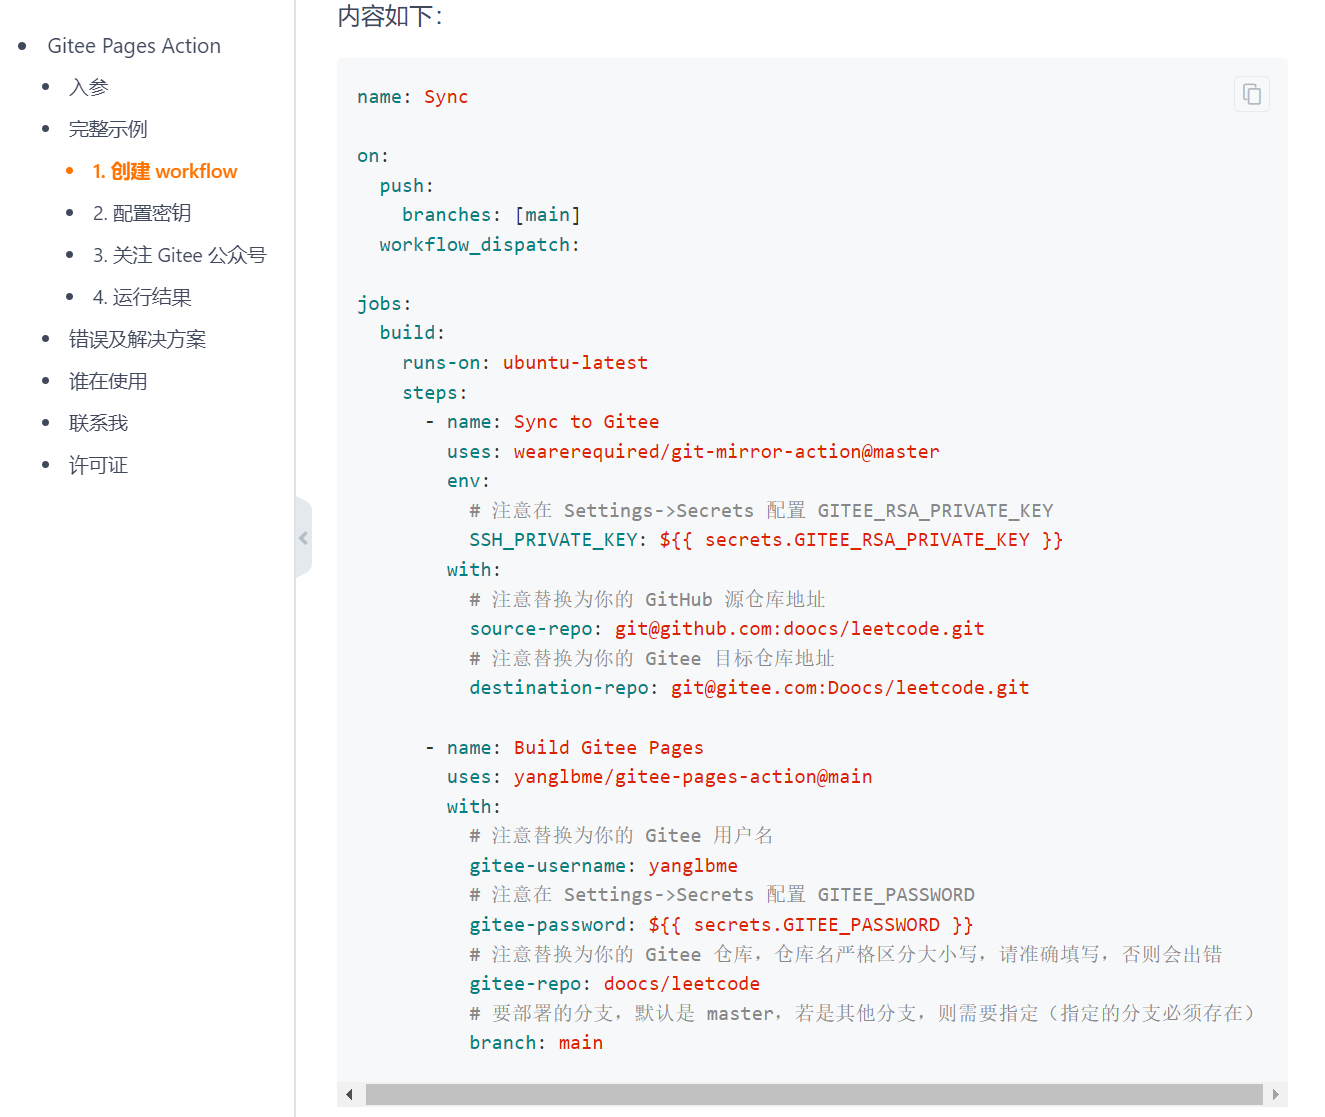 Gitee Pages Action
入参
完整示例
1. 创建 workflow
2. 配置密钥
3. 关注 Gitee 公众号
4. 运行结果
错误及解决方案
谁在使用
联系我
许可证
内容如下：
name: Sync
on:
push:
branches: [main]
workflow_dispatch:
jobs:
build:
runs-on: ubuntu-latest
steps:
- name: Sync to Gitee
uses: wearerequired/git-mirror-action@master
env:
# 注意在 Settings->Secrets 配置 GITEE_RSA_PRIVATE_KEY
SSH_PRIVATE_KEY: ${{ secrets.GITEE_RSA_PRIVATE_KEY }}
with:
# 注意替换为你的 GitHub 源仓库地址
source-repo: git@github.com:doocs/leetcode.git
# 注意替换为你的 Gitee 目标仓库地址
destination-repo: git@gitee.com:Doocs/leetcode.git
- name: Build Gitee Pages
uses: yanglbme/gitee-pages-action@main
with:
# 注意替换为你的 Gitee 用户名
gitee-username: yanglbme
# 注意在 Settings->Secrets 配置 GITEE_PASSWORD
gitee-password: ${{ secrets.GITEE_PASSWORD }}
# 注意替换为你的 Gitee 仓库，仓库名严格区分大小写，请准确填写，否则会出错
gitee-repo: doocs/leetcode
# 要部署的分支，默认是 master，若是其他分支，则需要指定（指定的分支必须存在）
branch: main